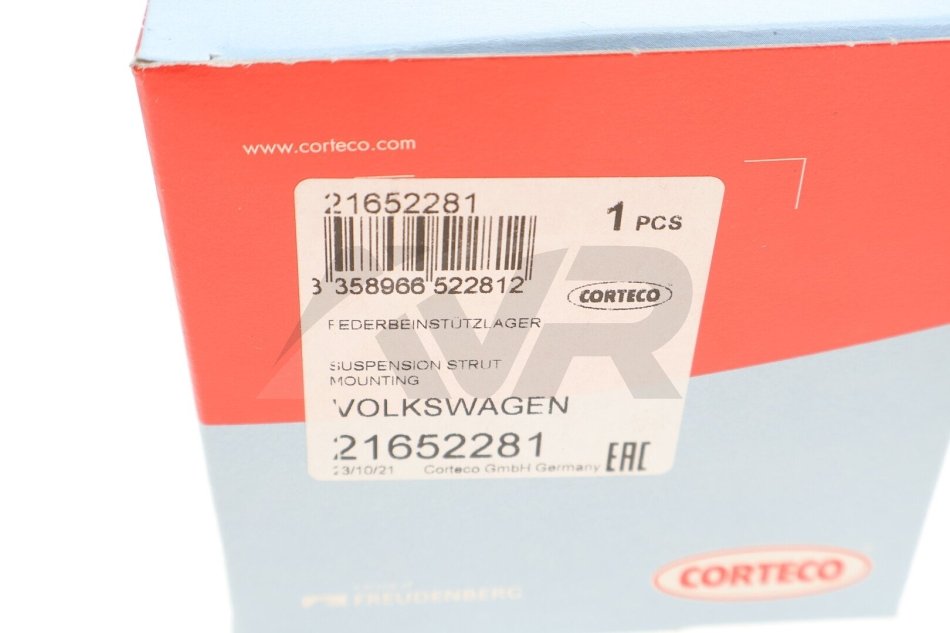 www.corteco.com
21652281
1 PCS
3 358966 522812
CORTECO
FEDERBEINSTÜTZLAGER
SUSPENSION STRUT
MOUNTING
VOLKSWAGEN
21652281
23/10/21 Corteco GmbH Germany EAC
CORTECO
FREUDENBERG
VR